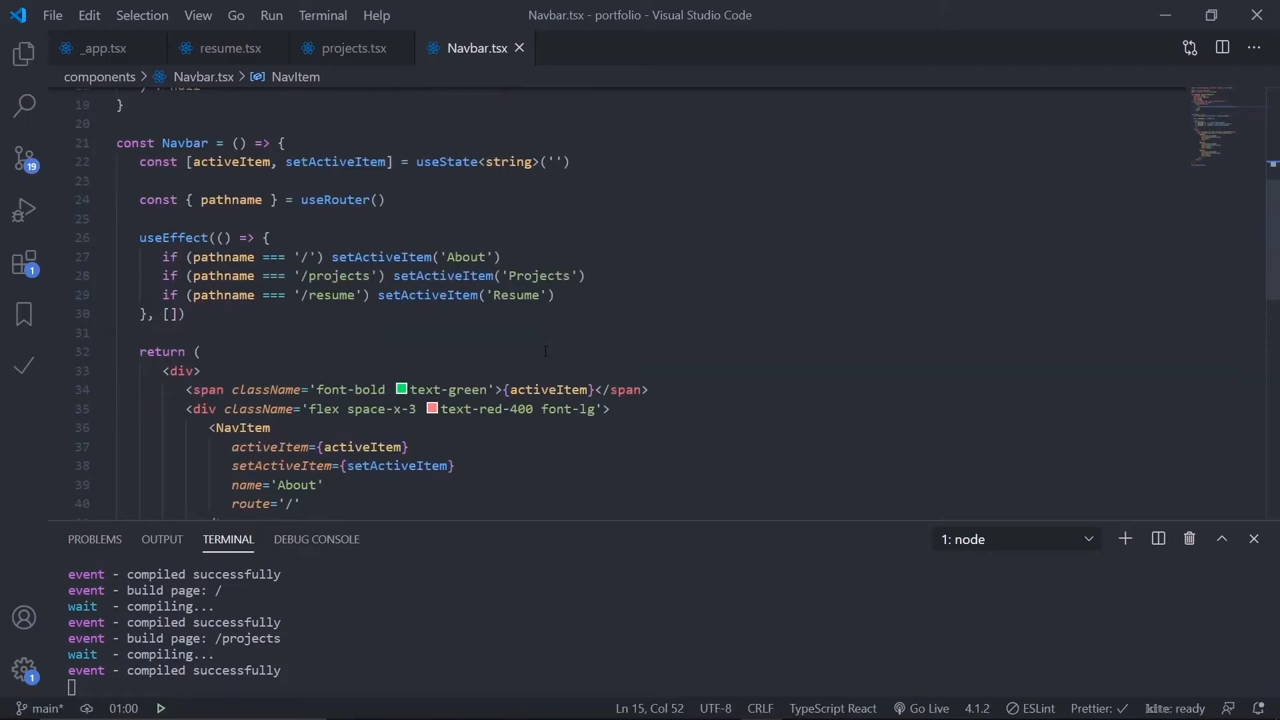 File Edit Selection View Go Run Terminal Help Navbar.tsx - portfolio - Visual Studio Code
_app.tsx resume.tsx projects.tsx Navbar.tsx
components > Navbar.tsx > NavItem
19 }
20
21 const Navbar = () => {
22 const [activeItem, setActiveItem] = useState<string>('')
23
24 const { pathname } = useRouter()
25
26 useEffect(() => {
27 if (pathname === '/') setActiveItem('About')
28 if (pathname === '/projects') setActiveItem('Projects')
29 if (pathname === '/resume') setActiveItem('Resume')
30 }, [])
31
32 return (
33 <div>
34 <span className='font-bold text-green'>{activeItem}</span>
35 <div className='flex space-x-3 text-red-400 font-lg'>
36 <NavItem
37 activeItem={activeItem}
38 setActiveItem={setActiveItem}
39 name='About'
40 route='/'
19
1
PROBLEMS OUTPUT TERMINAL DEBUG CONSOLE 1: node
event - compiled successfully
event - build page: /
wait - compiling...
event - compiled successfully
event - build page: /projects
wait - compiling...
event - compiled successfully
1
main* 01:00 Ln 15, Col 52 UTF-8 CRLF TypeScript React Go Live 4.1.2 ESLint Prettier: ✓ kite: ready